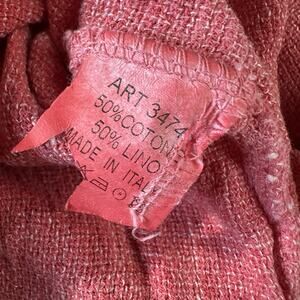 ART 3474
50%COTONE
50% LINO
MADE IN ITALY